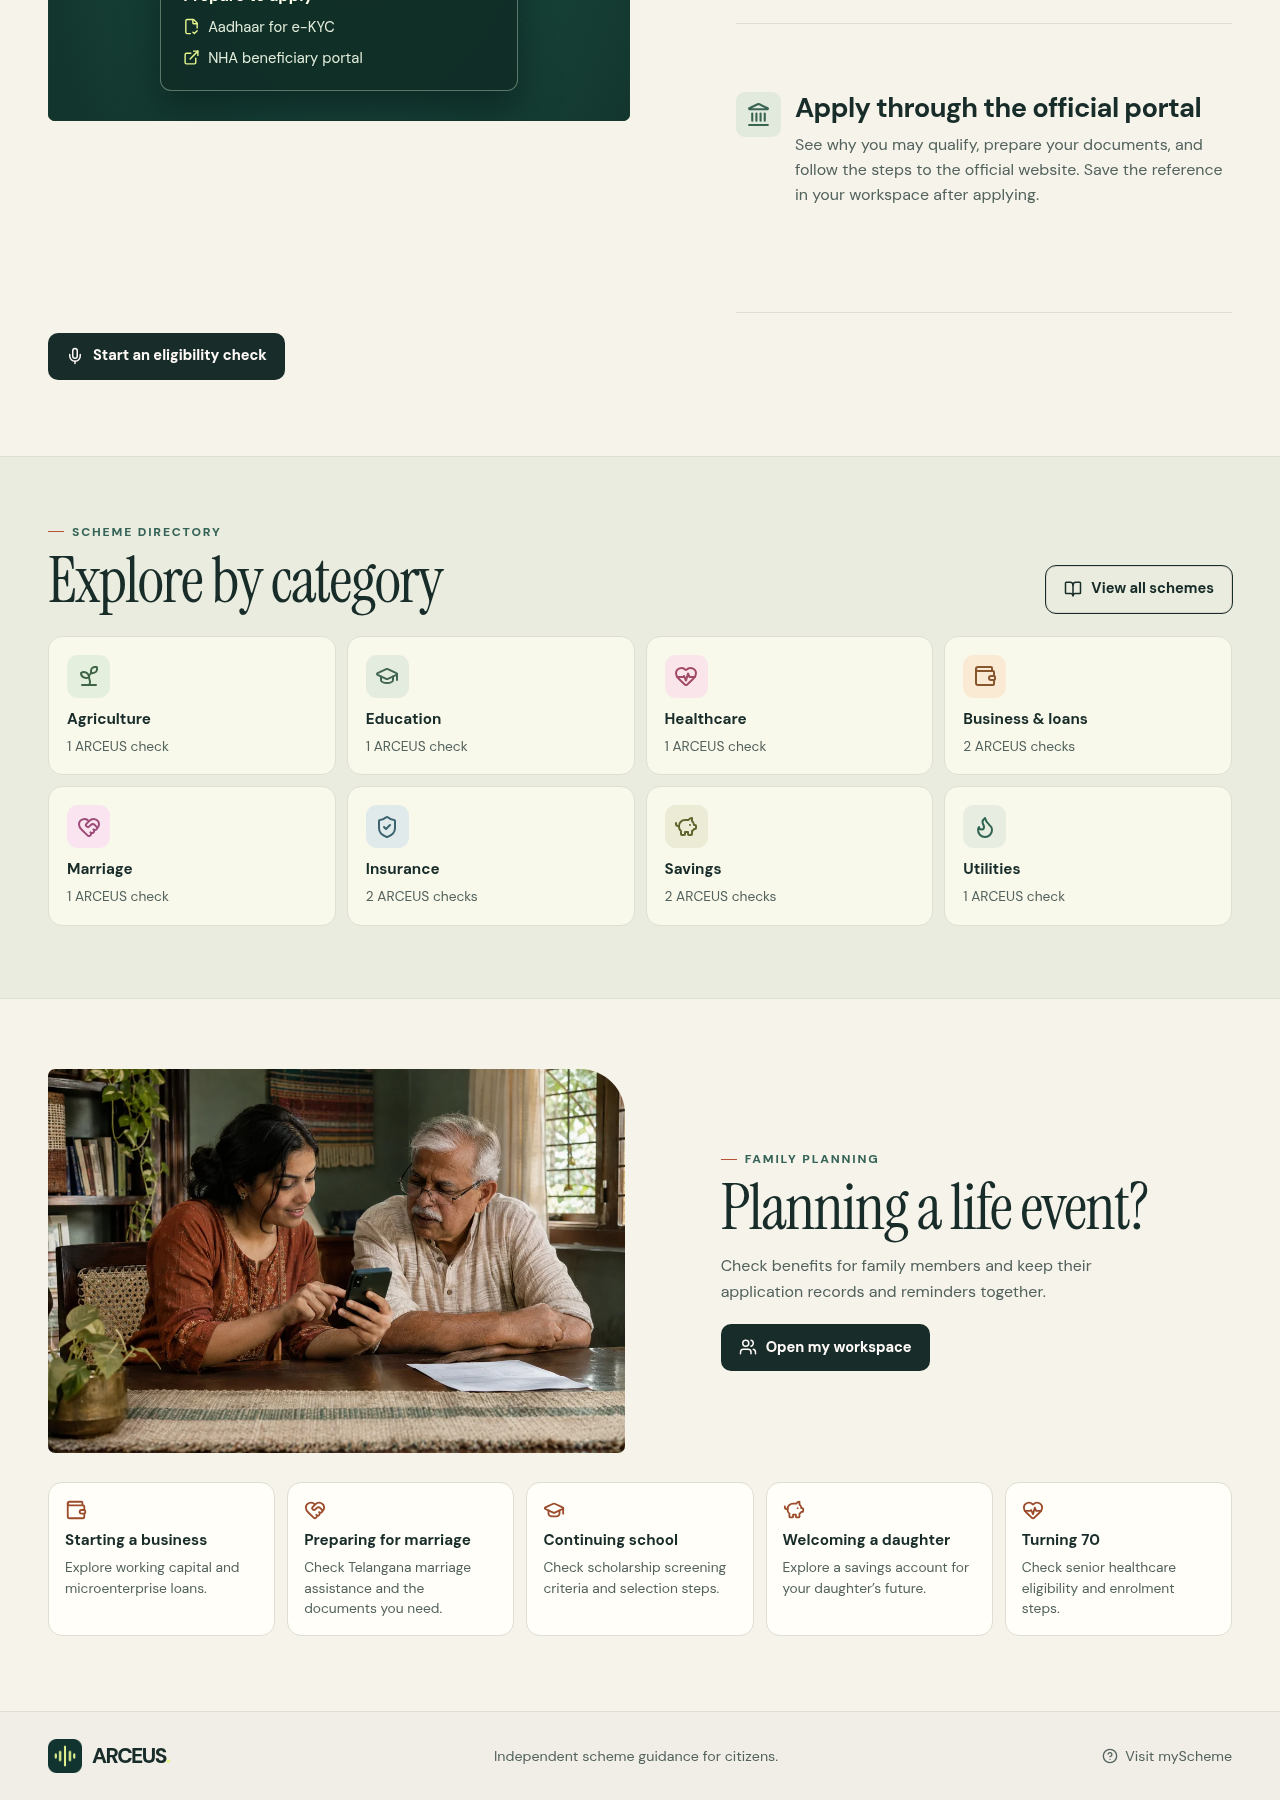 Aadhaar for e-KYC
NHA beneficiary portal
Apply through the official portal
See why you may qualify, prepare your documents, and
follow the steps to the official website. Save the reference
in your workspace after applying.
Start an eligibility check
SCHEME DIRECTORY
Explore by category
View all schemes
Agriculture
1 ARCEUS check
Education
1 ARCEUS check
Healthcare
1 ARCEUS check
Business & loans
2 ARCEUS checks
Marriage
1 ARCEUS check
Insurance
2 ARCEUS checks
Savings
2 ARCEUS checks
Utilities
1 ARCEUS check
FAMILY PLANNING
Planning a life event?
Check benefits for family members and keep their
application records and reminders together.
Open my workspace
Starting a business
Explore working capital and
microenterprise loans.
Preparing for marriage
Check Telangana marriage
assistance and the
documents you need.
Continuing school
Check scholarship screening
criteria and selection steps.
Welcoming a daughter
Explore a savings account for
your daughter’s future.
Turning 70
Check senior healthcare
eligibility and enrolment
steps.
ARCEUS.
Independent scheme guidance for citizens.
Visit myScheme